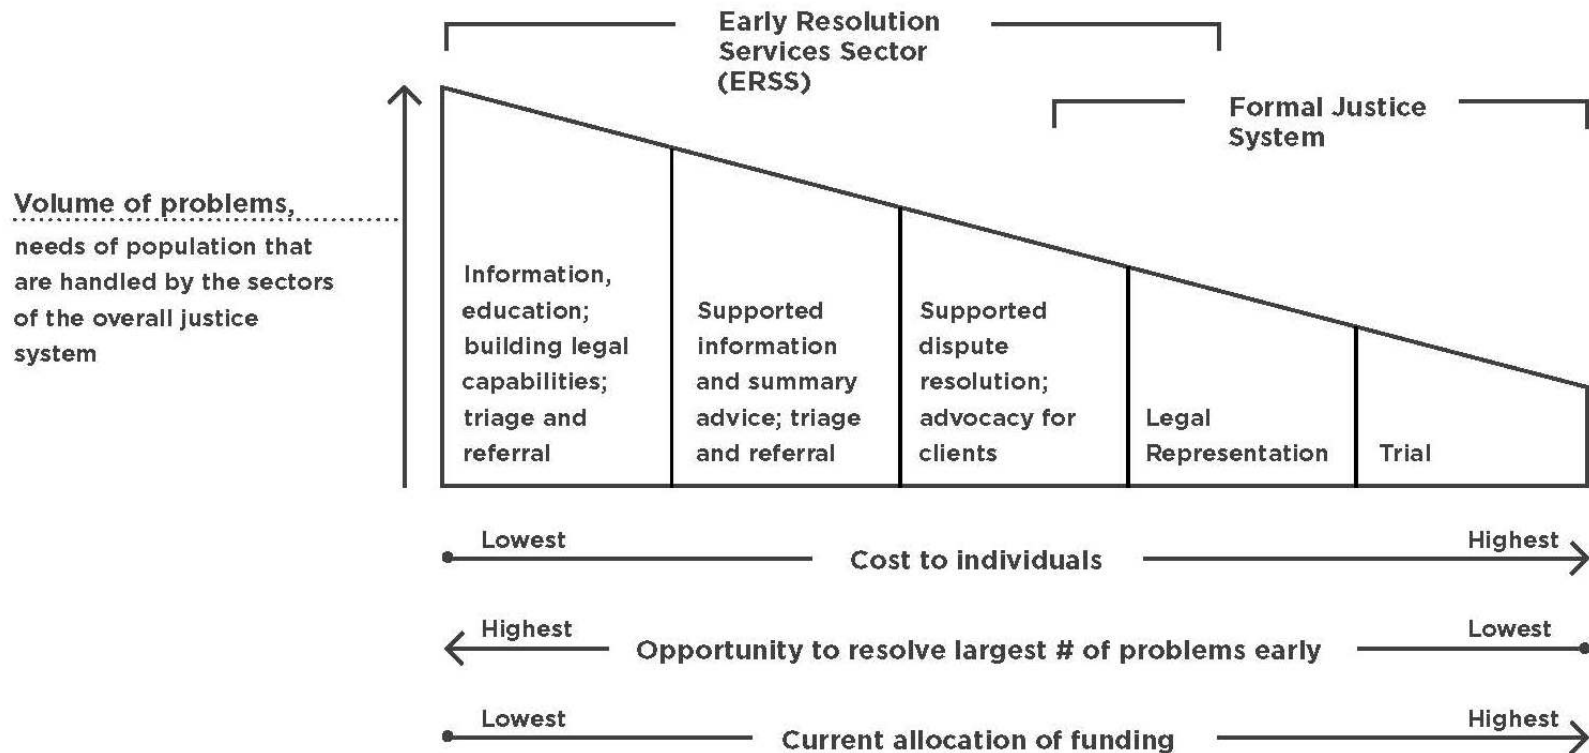 Early Resolution
Services Sector
(ERSS)
Formal Justice
System
Volume of problems,
needs of population that
are handled by the sectors
of the overall justice
system
Information,
education;
building legal
capabilities;
triage and
referral
Supported
information
and summary
advice; triage
and referral
Supported
dispute
resolution;
advocacy for
clients
Legal
Representation
Trial
Lowest
Cost to individuals
Highest
Highest
Opportunity to resolve largest # of problems early
Lowest
Lowest
Current allocation of funding
Highest